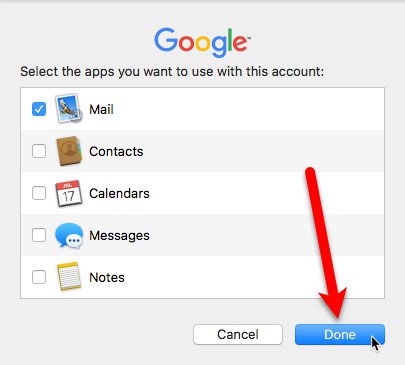 Google™
Select the apps you want to use with this account:
Mail
Contacts
JUL
17
Calendars
Messages
Notes
Cancel
Done